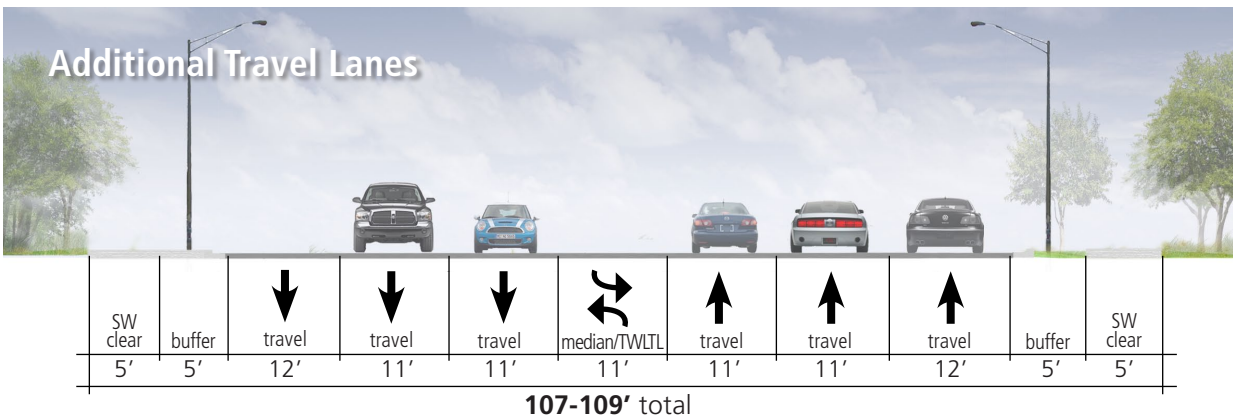 Additional Travel Lanes
SW
clear
buffer
travel
travel
travel
median/TWLTL
travel
travel
travel
buffer
SW
clear
5’ 5’ 12’ 11’ 11’ 11’ 11’ 11’ 12’ 5’ 5’
107-109’ total